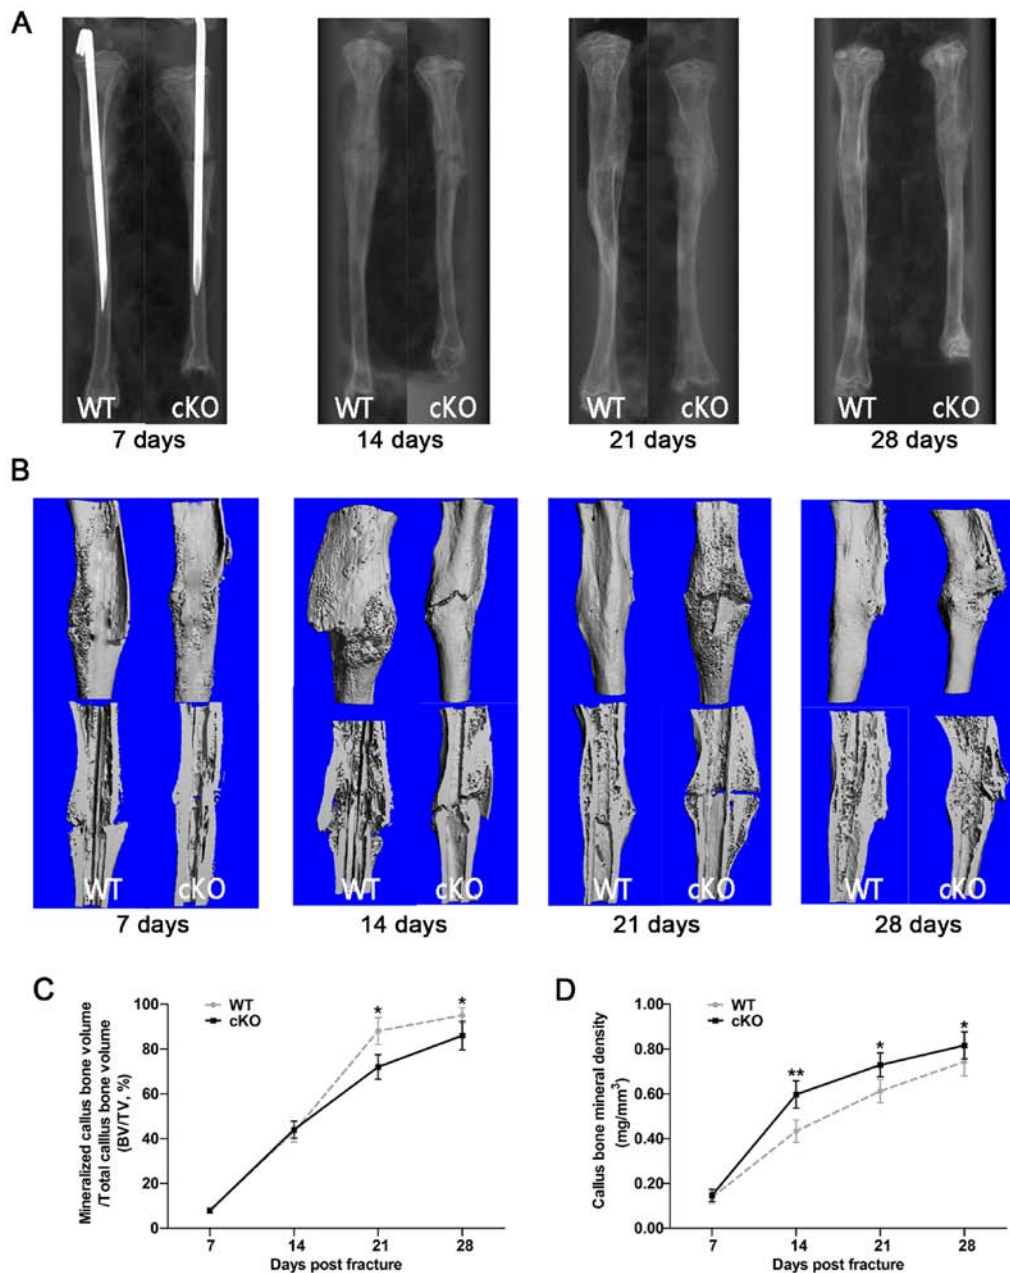 A
WT cKO WT cKO WT cKO WT cKO
7 days 14 days 21 days 28 days
B
WT cKO WT cKO WT cKO WT cKO
7 days 14 days 21 days 28 days
C
WT
cKO
Mineralized callus bone volume
/Total calllus bone volume
(BV/TV, %)
100
80
60
40
20
0
* *
7 14 21 28
Days post fracture
D
WT
cKO
Callus bone mineral density
(mg/mm³)
1.00
0.80
0.60
0.40
0.20
0.00
** * *
7 14 21 28
Days post fracture